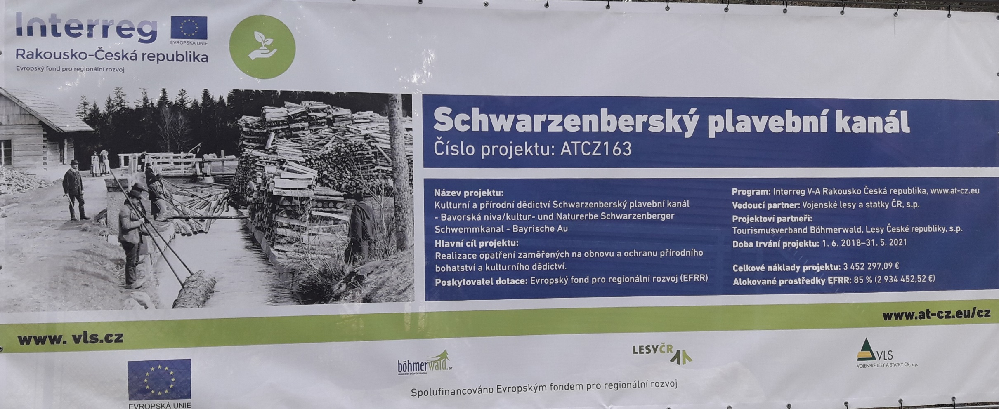 Interreg
EVROPSKÁ UNIE
Rakousko-Česká republika
Evropský fond pro regionální rozvoj
Schwarzenberský plavební kanál
Číslo projektu: ATCZ163
Název projektu:
Kulturní a přírodní dědictví Schwarzenberský plavební kanál
- Bavorská niva/kultur- und Naturerbe Schwarzenberger
Schwemmkanal - Bayrische Au
Hlavní cíl projektu:
Realizace opatření zaměřených na obnovu a ochranu přírodního
bohatství a kulturního dědictví.
Poskytovatel dotace: Evropský fond pro regionální rozvoj (EFRR)
Program: Interreg V-A Rakousko Česká republika, www.at-cz.eu
Vedoucí partner: Vojenské lesy a statky ČR, s.p.
Projektoví partneři:
Tourismusverband Böhmerwald, Lesy České republiky, s.p.
Doba trvání projektu: 1. 6. 2018–31. 5. 2021
Celkové náklady projektu: 3 452 297,09 €
Alokované prostředky EFRR: 85 % (2 934 452,52 €)
www.at-cz.eu/cz
www. vls.cz
EVROPSKÁ UNIE
böhmerwald.at
LESYČR
VLS
VOJENSKÉ LESY A STATKY ČR, s.p.
Spolufinancováno Evropským fondem pro regionální rozvoj